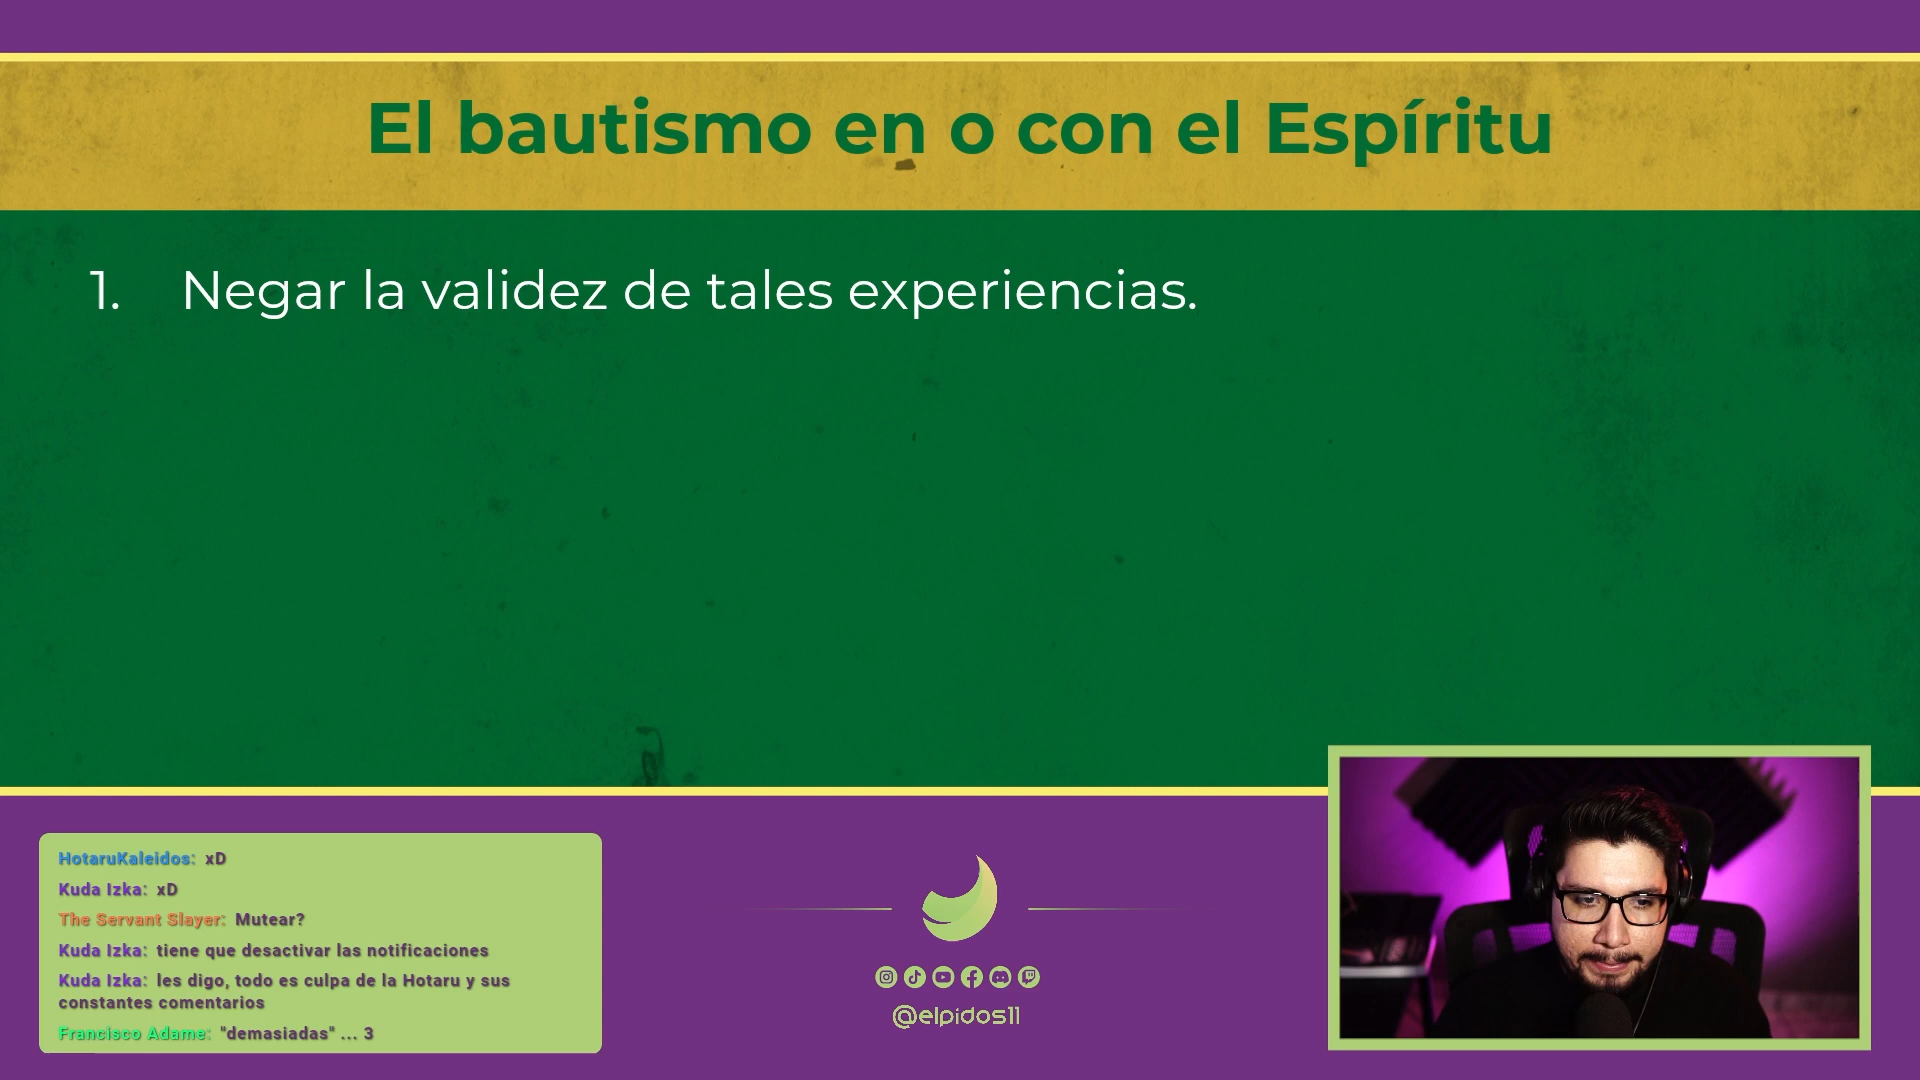 El bautismo en o con el Espíritu
1. Negar la validez de tales experiencias.
HotaruKaleidos: xD
Kuda Izka: xD
The Servant Slayer: Mutear?
Kuda Izka: tiene que desactivar las notificaciones
Kuda Izka: les digo, todo es culpa de la Hotaru y sus
constantes comentarios
Francisco Adame: "demasiadas" ... 3
@elpidos11